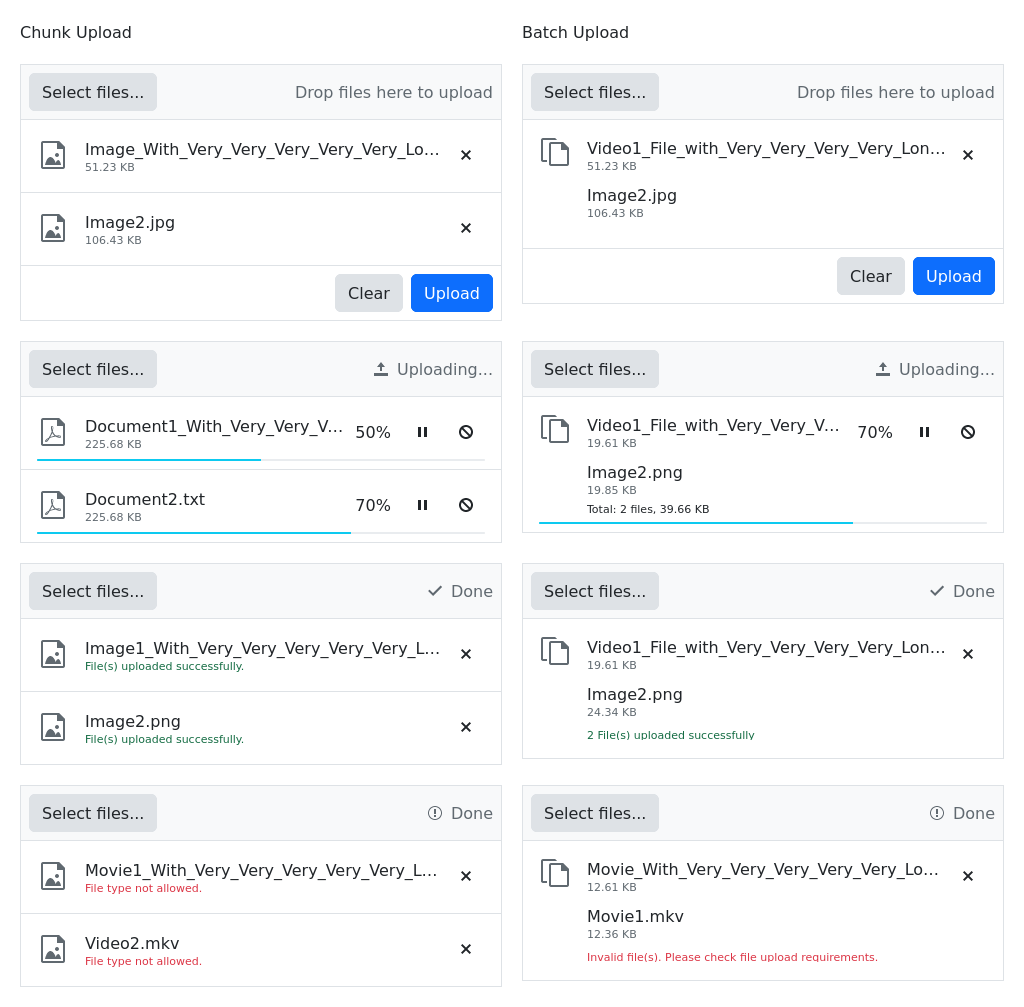 Chunk Upload
Select files...
Drop files here to upload
Image_With_Very_Very_Very_Very_Very_Lo...
51.23 KB
Image2.jpg
106.43 KB
Clear
Upload
Select files...
Uploading...
Document1_With_Very_Very_V...
50%
225.68 KB
Document2.txt
70%
225.68 KB
Select files...
Done
Image1_With_Very_Very_Very_Very_Very_L...
File(s) uploaded successfully.
Image2.png
File(s) uploaded successfully.
Select files...
Done
Movie1_With_Very_Very_Very_Very_Very_L...
File type not allowed.
Video2.mkv
File type not allowed.
Batch Upload
Select files...
Drop files here to upload
Video1_File_with_Very_Very_Very_Very_Lon...
51.23 KB
Image2.jpg
106.43 KB
Clear
Upload
Select files...
Uploading...
Video1_File_with_Very_Very_V...
70%
19.61 KB
Image2.png
19.85 KB
Total: 2 files, 39.66 KB
Select files...
Done
Video1_File_with_Very_Very_Very_Very_Lon...
19.61 KB
Image2.png
24.34 KB
2 File(s) uploaded successfully
Select files...
Done
Movie_With_Very_Very_Very_Very_Very_Lo...
12.61 KB
Movie1.mkv
12.36 KB
Invalid file(s). Please check file upload requirements.